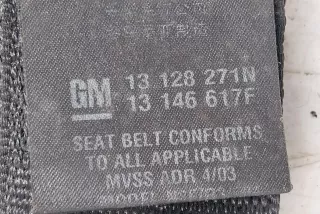 GM 13 128 271N
13 146 617F
SEAT BELT CONFORMS
TO ALL APPLICABLE
MVSS ADR 4/03